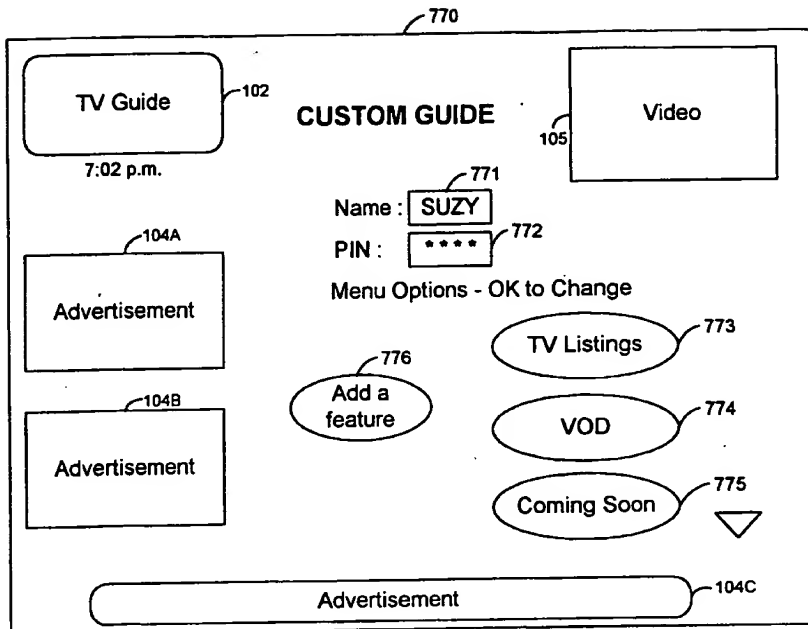 770
TV Guide
102
CUSTOM GUIDE
105
Video
7:02 p.m.
771
Name : SUZY
772
PIN : ****
Menu Options - OK to Change
104A
Advertisement
773
TV Listings
776
Add a
feature
104B
Advertisement
774
VOD
775
Coming Soon
104C
Advertisement